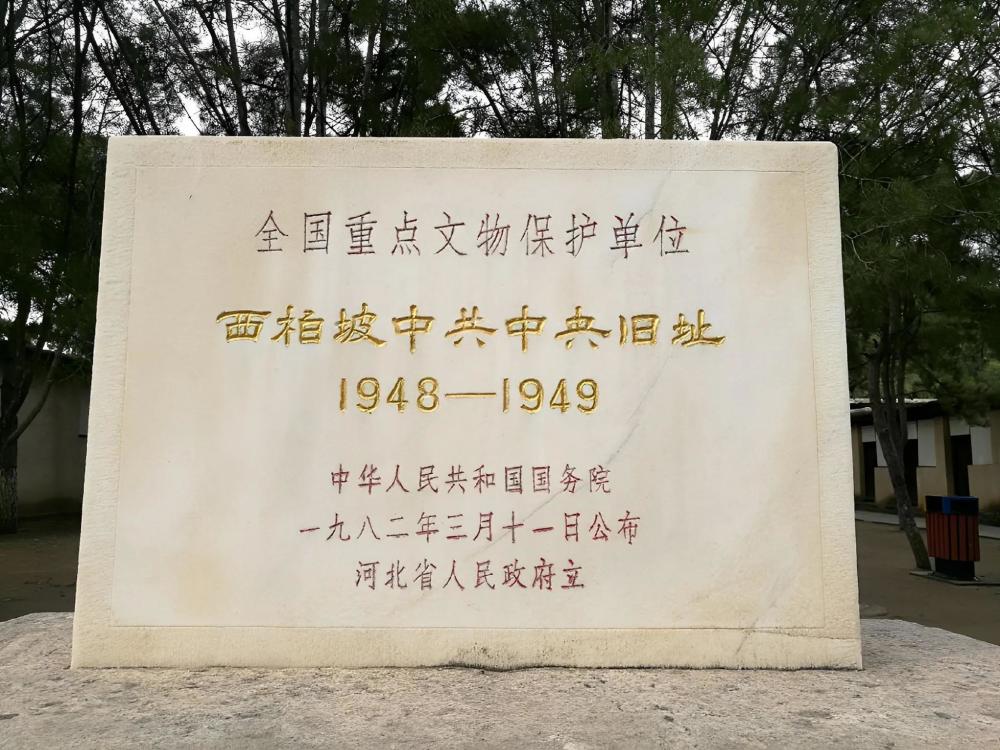 全国重点文物保护单位
西柏坡中共中央旧址
1948—1949
中华人民共和国国务院
一九八二年三月十一日公布
河北省人民政府立